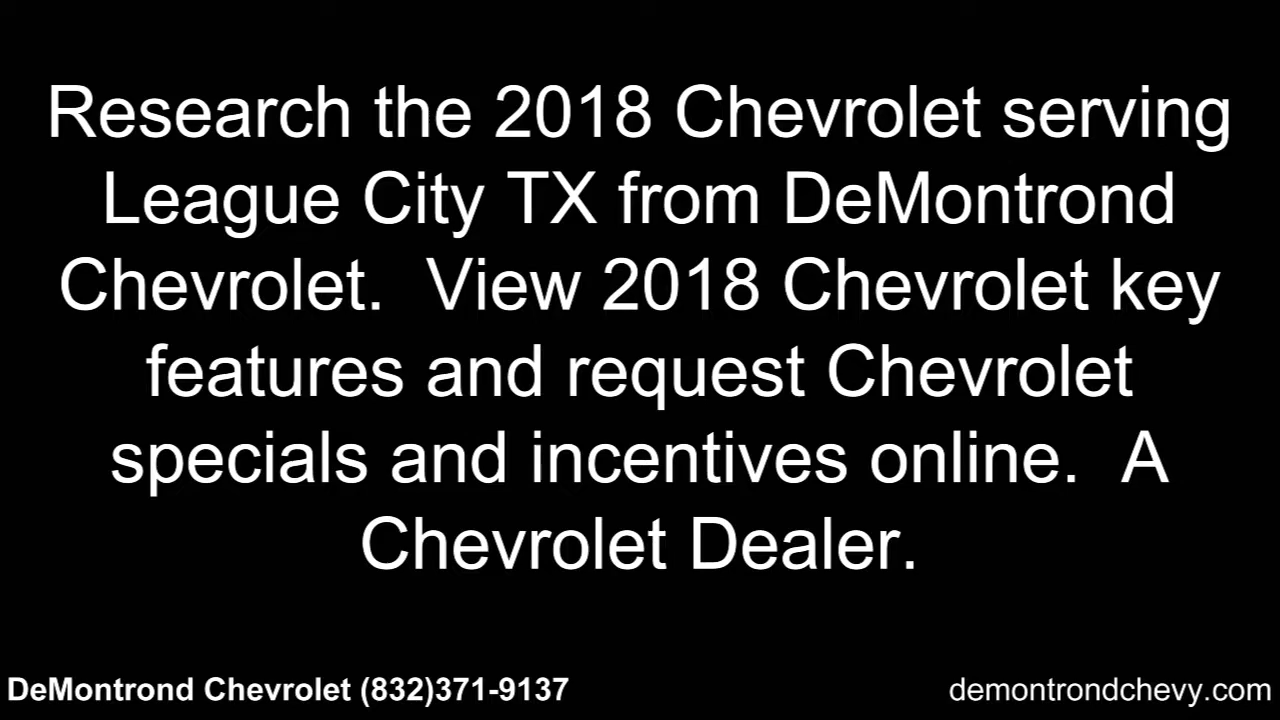 Research the 2018 Chevrolet serving
League City TX from DeMontrond
Chevrolet.  View 2018 Chevrolet key
features and request Chevrolet
specials and incentives online.  A
Chevrolet Dealer.
DeMontrond Chevrolet (832)371-9137
demontrondchevy.com